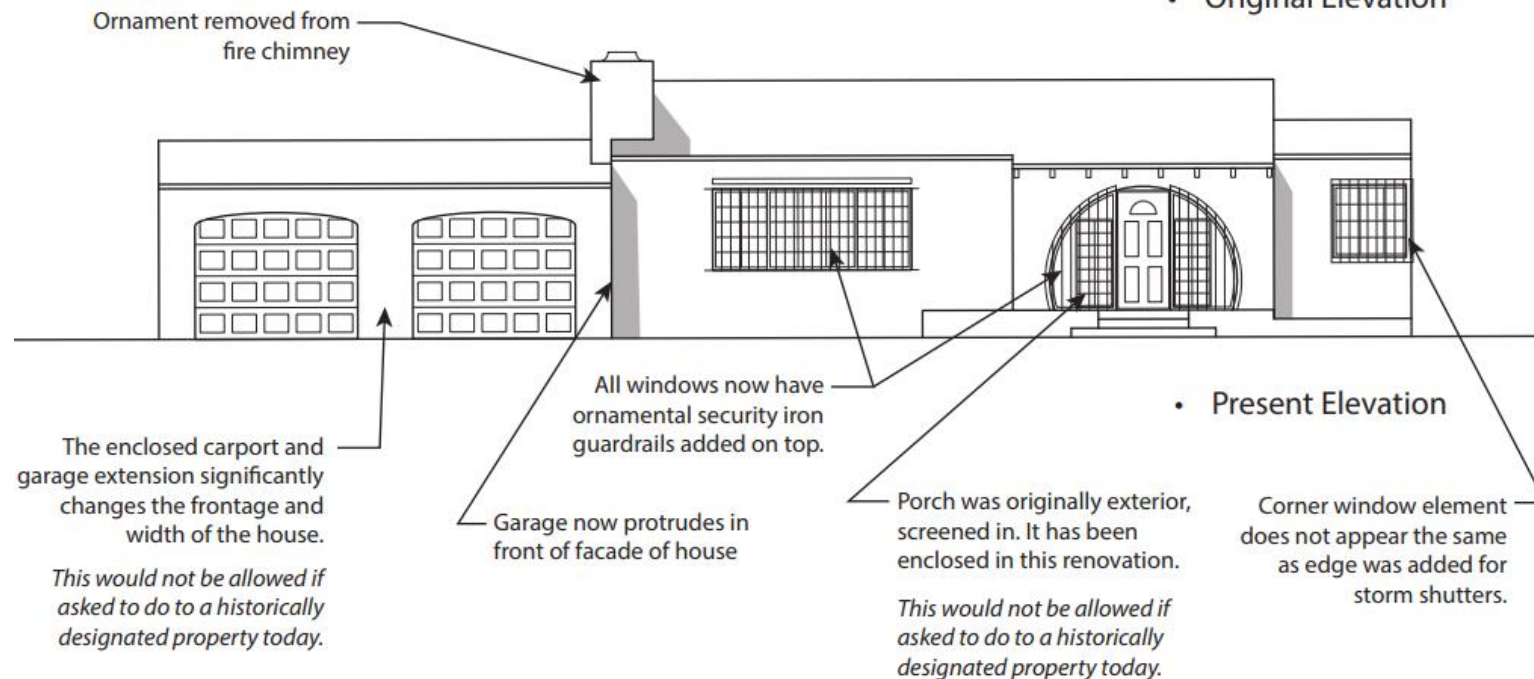 • Original Elevation
Ornament removed from
fire chimney
All windows now have
ornamental security iron
guardrails added on top.
• Present Elevation
The enclosed carport and
garage extension significantly
changes the frontage and
width of the house.
This would not be allowed if
asked to do to a historically
designated property today.
Garage now protrudes in
front of facade of house
Porch was originally exterior,
screened in. It has been
enclosed in this renovation.
This would not be allowed if
asked to do to a historically
designated property today.
Corner window element
does not appear the same
as edge was added for
storm shutters.